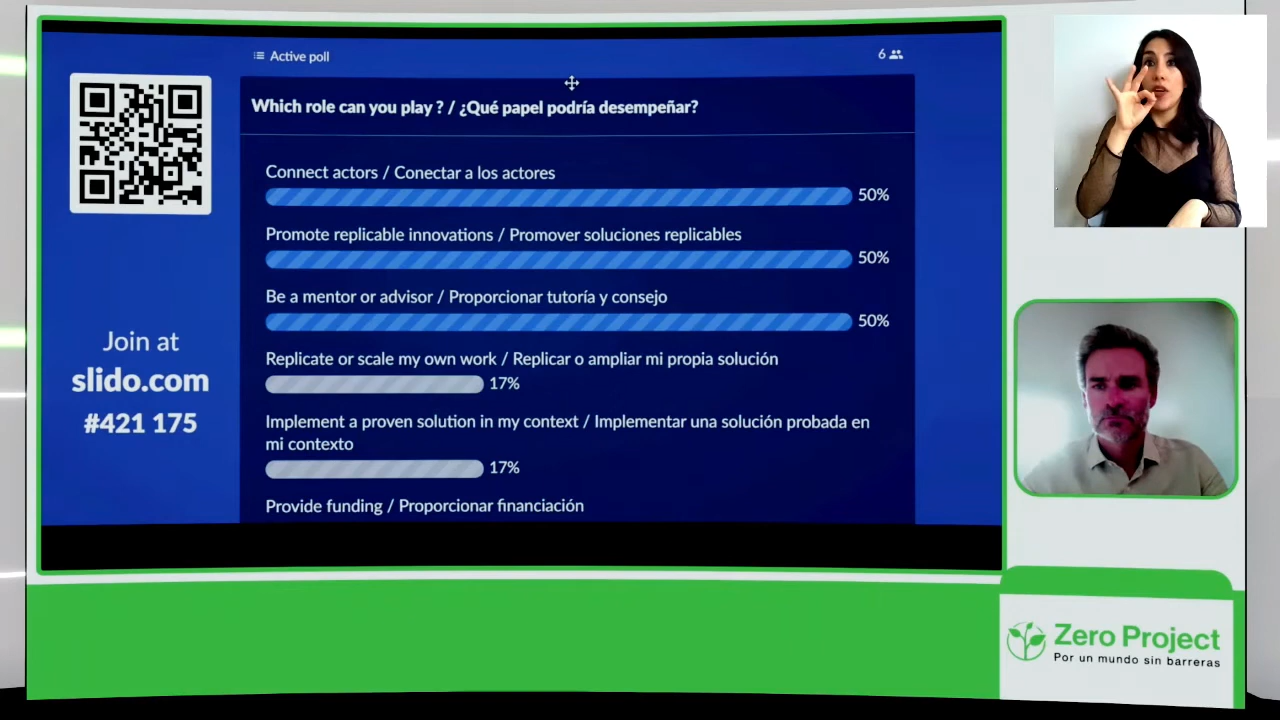 Active poll
6
Which role can you play ? / ¿Qué papel podría desempeñar?
Connect actors / Conectar a los actores
50%
Promote replicable innovations / Promover soluciones replicables
50%
Be a mentor or advisor / Proporcionar tutoría y consejo
50%
Replicate or scale my own work / Replicar o ampliar mi propia solución
17%
Implement a proven solution in my context / Implementar una solución probada en
mi contexto
17%
Provide funding / Proporcionar financiación
Join at
slido.com
#421 175
Zero Project
Por un mundo sin barreras